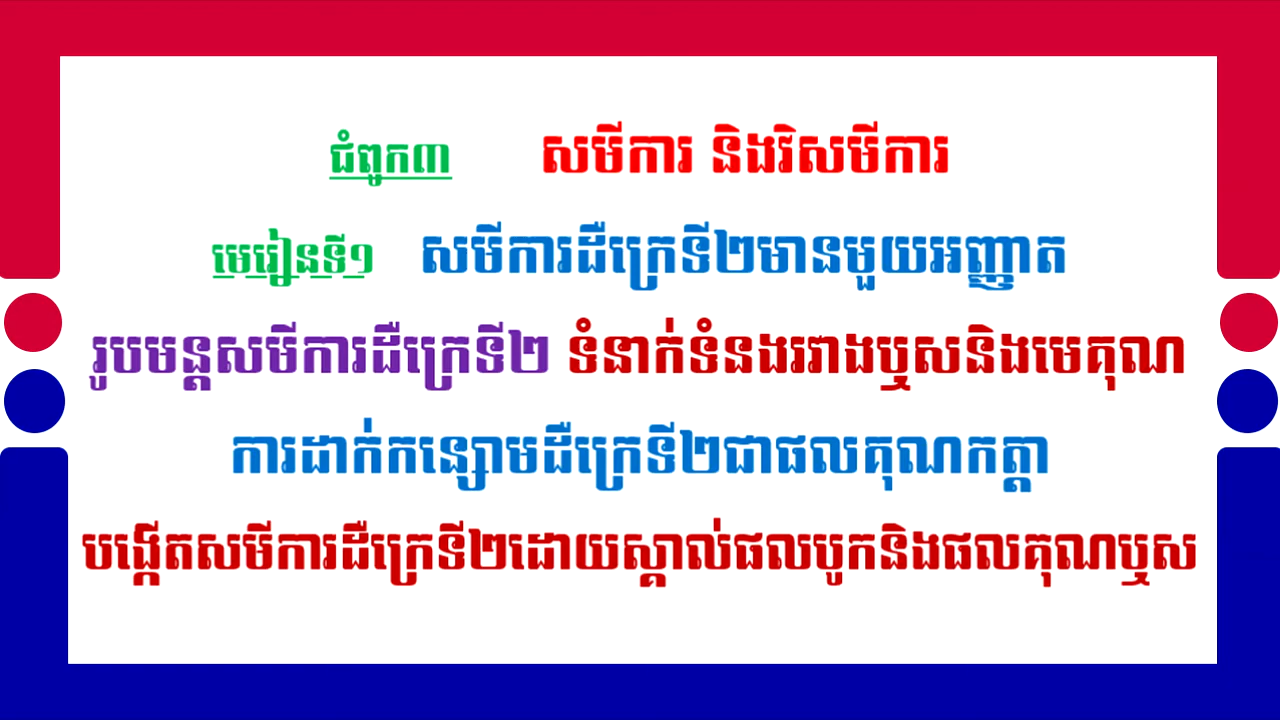 ជំពូក៣ សមីការ និងវិសមីការ
មេរៀនទី១ សមីការដឺក្រេទី២មានមួយអញ្ញាត
រូបមន្តសមីការដឺក្រេទី២ ទំនាក់ទំនងរវាងឬសនិងមេគុណ
ការដាក់កន្សោមដឺក្រេទី២ជាផលគុណកត្តា
បង្កើតសមីការដឺក្រេទី២ដោយស្គាល់ផលបូកនិងផលគុណឬស